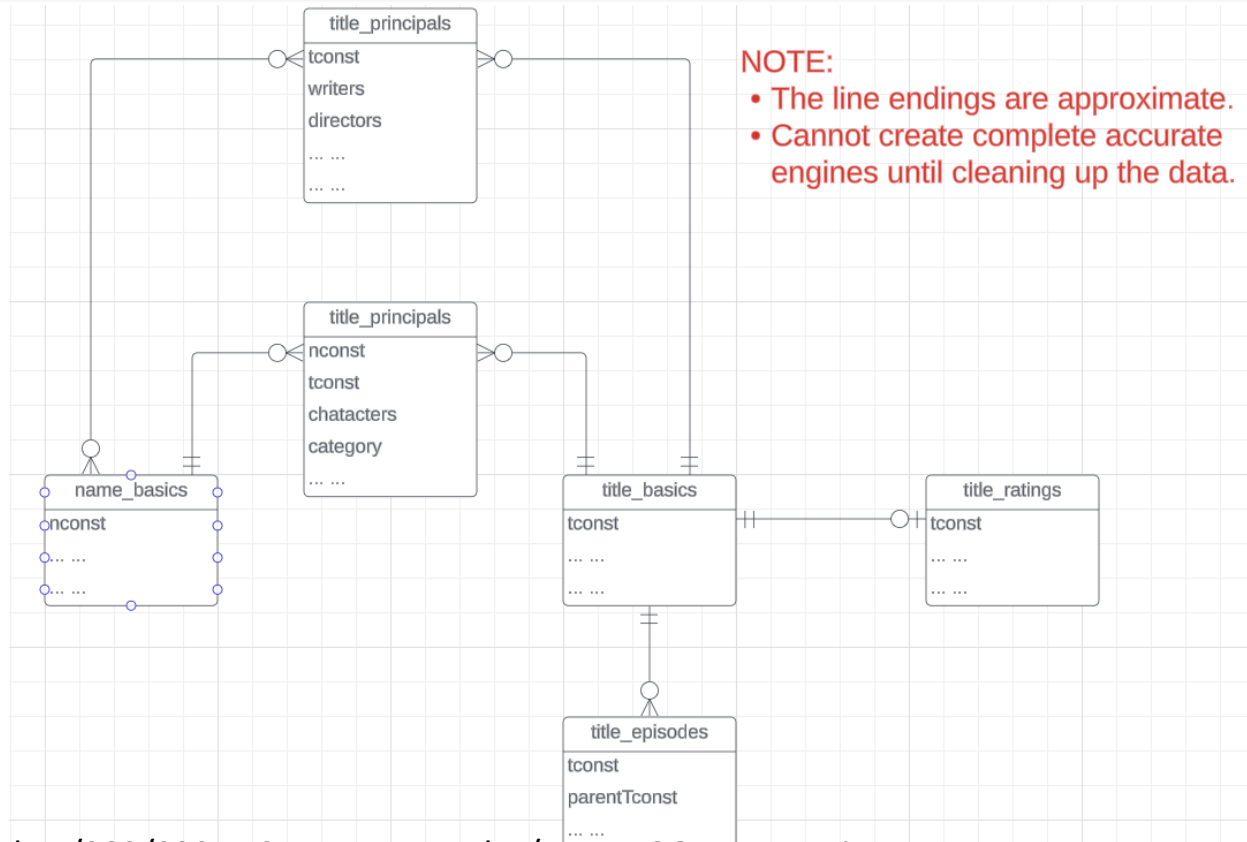 title_principals
tconst
writers
directors
... ...
... ...
NOTE:
• The line endings are approximate.
• Cannot create complete accurate
engines until cleaning up the data.
title_principals
nconst
tconst
chatacters
category
... ...
name_basics
nconst
... ...
... ...
title_basics
tconst
... ...
... ...
title_ratings
tconst
... ...
... ...
title_episodes
tconst
parentTconst
... ...